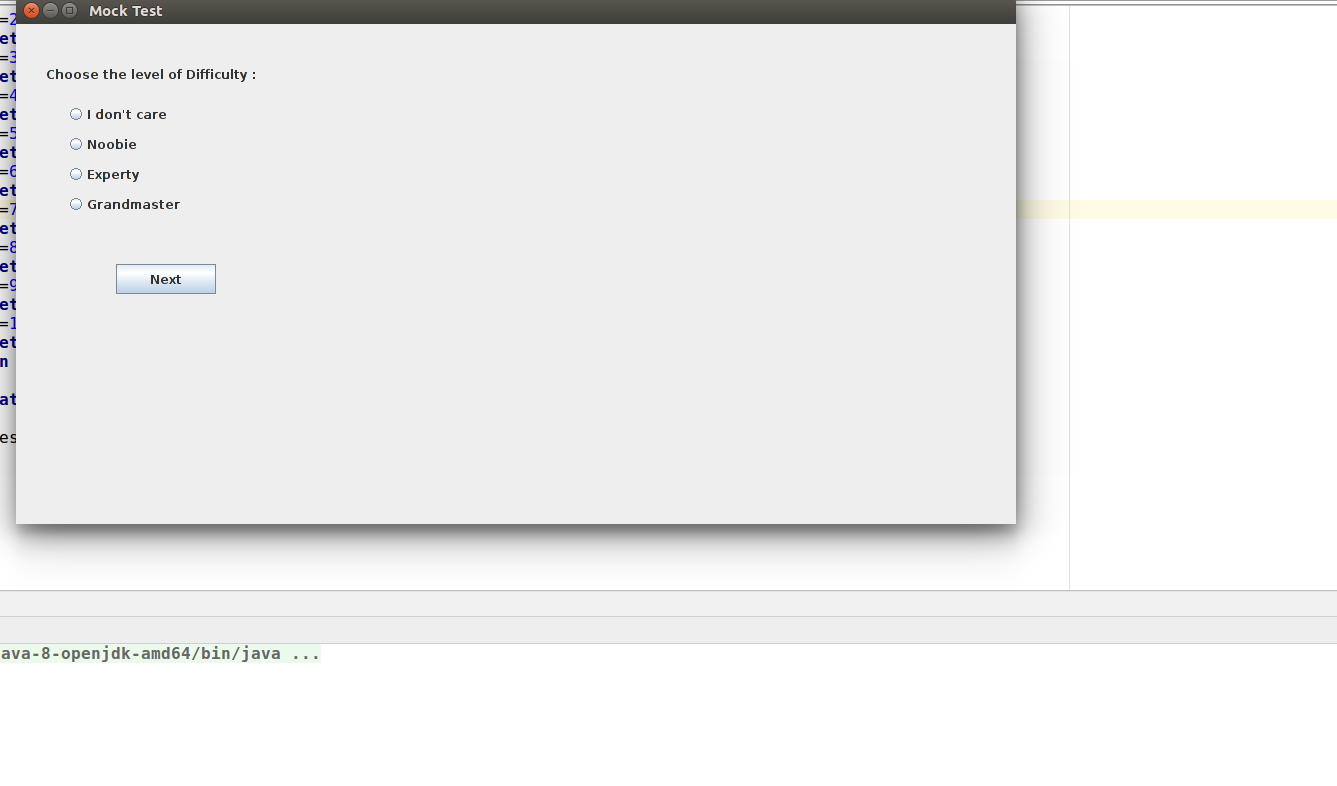 Mock Test
Choose the level of Difficulty :
I don't care
Noobie
Experty
Grandmaster
Next
=2
et
=3
et
=4
et
=5
et
=6
et
=7
et
=8
et
=9
et
=1
et
n
at
es
ava-8-openjdk-amd64/bin/java ...